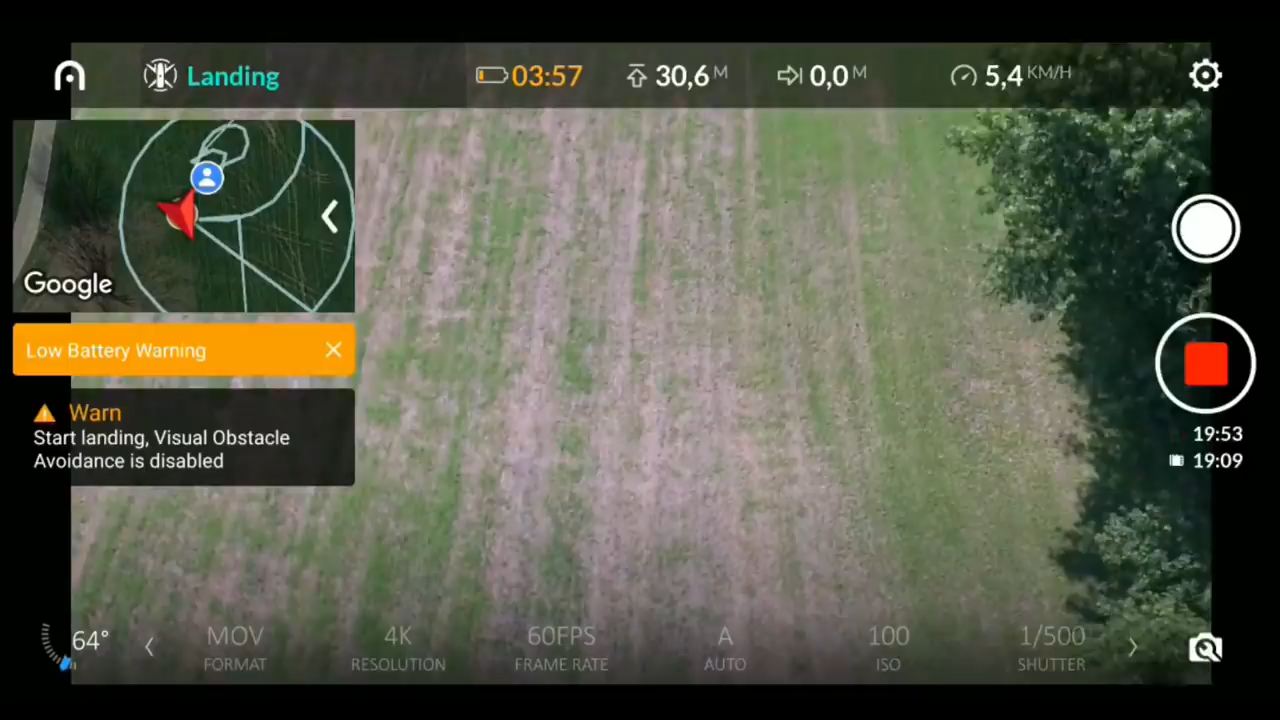 Landing
03:57
30,6 M
0,0 M
5,4 KM/H
Google
Low Battery Warning
Warn
Start landing, Visual Obstacle
Avoidance is disabled
19:53
19:09
64°
MOV
FORMAT
4K
RESOLUTION
60FPS
FRAME RATE
A
AUTO
100
ISO
1/500
SHUTTER